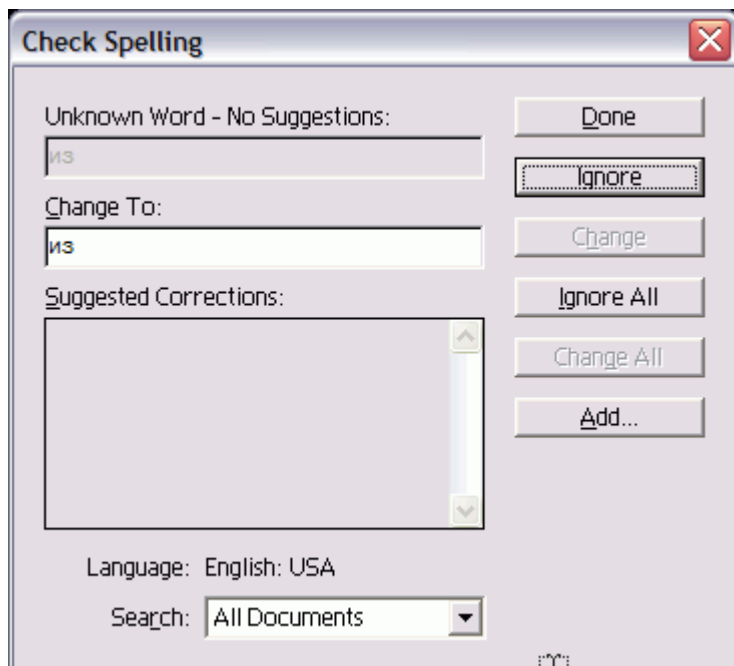 Check Spelling
Unknown Word - No Suggestions:
из
Change To:
из
Suggested Corrections:
Done
Ignore
Change
Ignore All
Change All
Add...
Language: English: USA
Search: All Documents